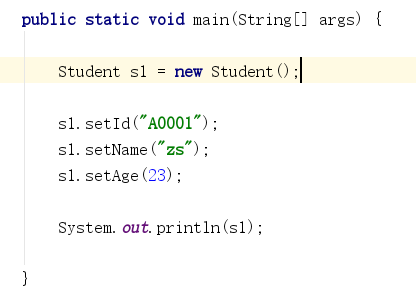 public static void main(String[] args) {
Student s1 = new Student();
s1.setId("A0001");
s1.setName("zs");
s1.setAge(23);
System.out.println(s1);
}